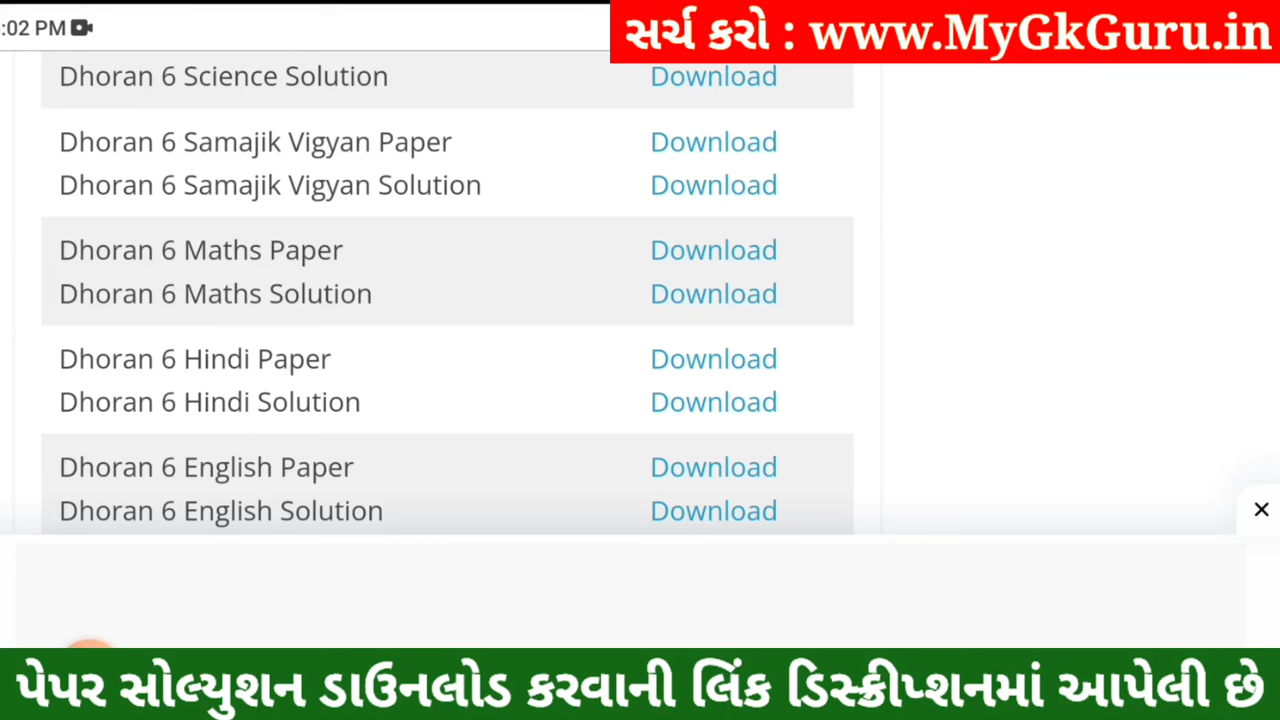 :02 PM
સર્ચ કરો : www.MyGkGuru.in
Dhoran 6 Science Solution Download
Dhoran 6 Samajik Vigyan Paper Download
Dhoran 6 Samajik Vigyan Solution Download
Dhoran 6 Maths Paper Download
Dhoran 6 Maths Solution Download
Dhoran 6 Hindi Paper Download
Dhoran 6 Hindi Solution Download
Dhoran 6 English Paper Download
Dhoran 6 English Solution Download
પેપર સોલ્યુશન ડાઉનલોડ કરવાની લિંક ડિસ્ક્રીપ્શનમાં આપેલી છે